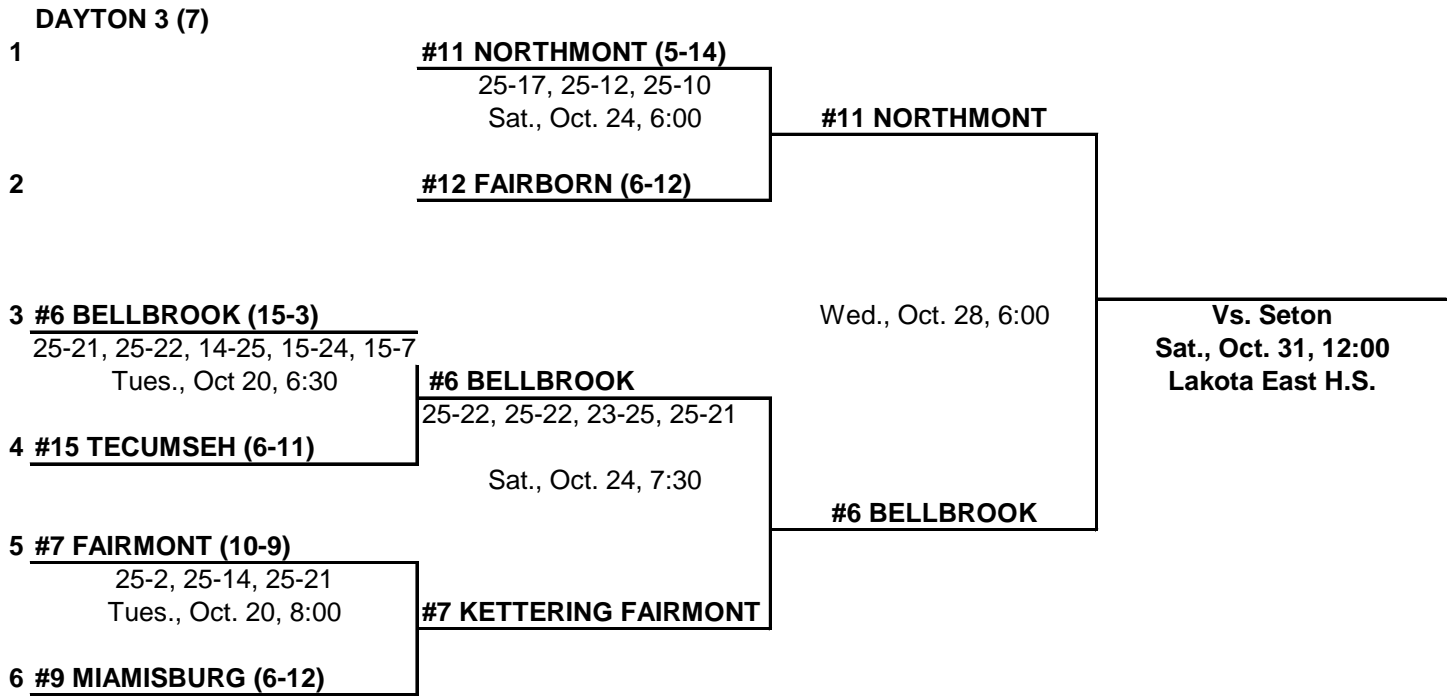 DAYTON 3 (7)
1 #11 NORTHMONT (5-14)
25-17, 25-12, 25-10
Sat., Oct. 24, 6:00
#11 NORTHMONT
2 #12 FAIRBORN (6-12)
3 #6 BELLBROOK (15-3)
Wed., Oct. 28, 6:00
Vs. Seton
25-21, 25-22, 14-25, 15-24, 15-7
Sat., Oct. 31, 12:00
Tues., Oct 20, 6:30
#6 BELLBROOK
Lakota East H.S.
25-22, 25-22, 23-25, 25-21
4 #15 TECUMSEH (6-11)
Sat., Oct. 24, 7:30
#6 BELLBROOK
5 #7 FAIRMONT (10-9)
25-2, 25-14, 25-21
Tues., Oct. 20, 8:00
#7 KETTERING FAIRMONT
6 #9 MIAMISBURG (6-12)